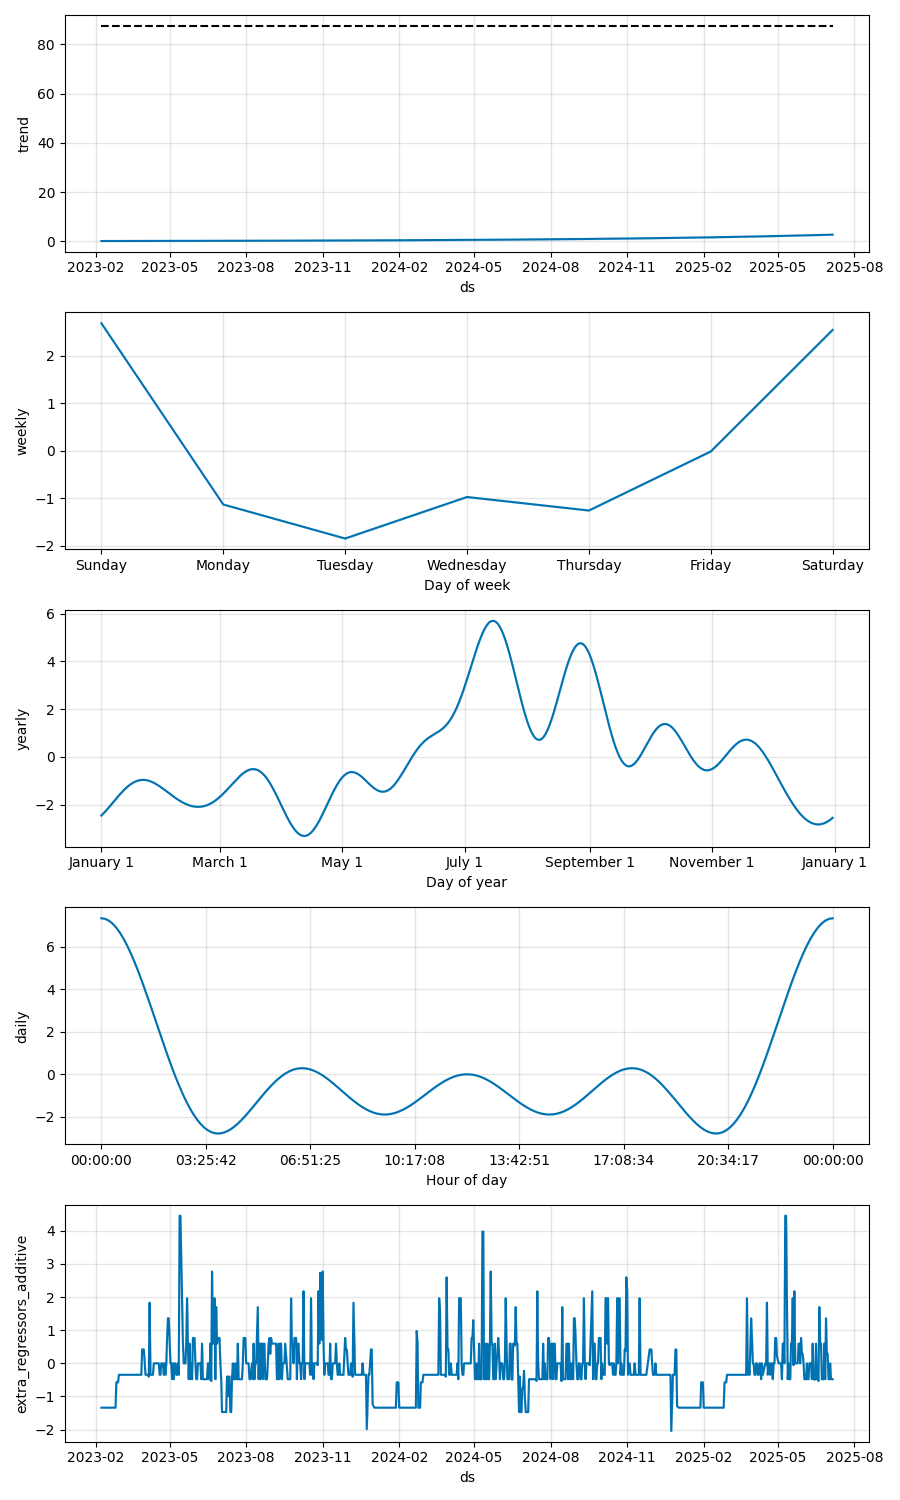 trend
80
60
40
20
0
2023-02 2023-05 2023-08 2023-11 2024-02 2024-05 2024-08 2024-11 2025-02 2025-05 2025-08
ds
weekly
2
1
0
−1
−2
Sunday Monday Tuesday Wednesday Thursday Friday Saturday
Day of week
yearly
6
4
2
0
−2
January 1 March 1 May 1 July 1 September 1 November 1 January 1
Day of year
daily
6
4
2
0
−2
00:00:00 03:25:42 06:51:25 10:17:08 13:42:51 17:08:34 20:34:17 00:00:00
Hour of day
extra_regressors_additive
4
3
2
1
0
−1
−2
2023-02 2023-05 2023-08 2023-11 2024-02 2024-05 2024-08 2024-11 2025-02 2025-05 2025-08
ds